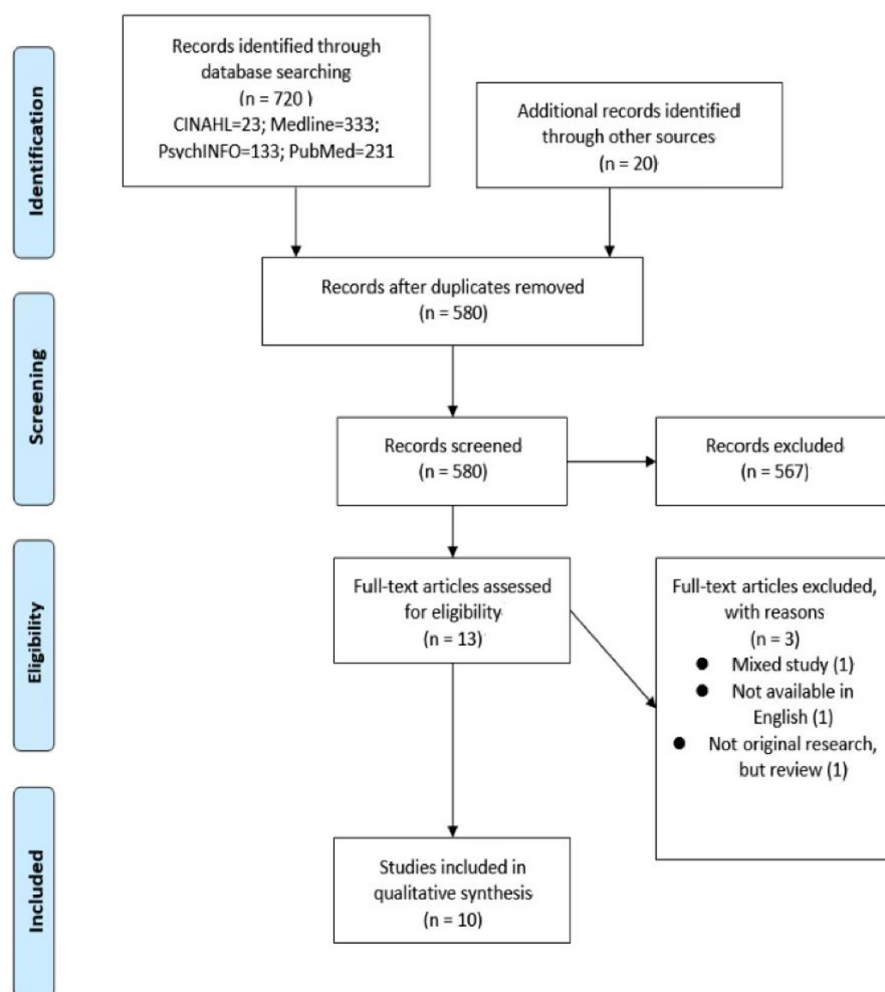 Identification
Records identified through
database searching
(n = 720 )
CINAHL=23; Medline=333;
PsychINFO=133; PubMed=231
Additional records identified
through other sources
(n = 20)
Records after duplicates removed
(n = 580)
Screening
Records screened
(n = 580)
Records excluded
(n = 567)
Eligibility
Full-text articles assessed
for eligibility
(n = 13)
Full-text articles excluded,
with reasons
(n = 3)
● Mixed study (1)
● Not available in
English (1)
● Not original research,
but review (1)
Included
Studies included in
qualitative synthesis
(n = 10)